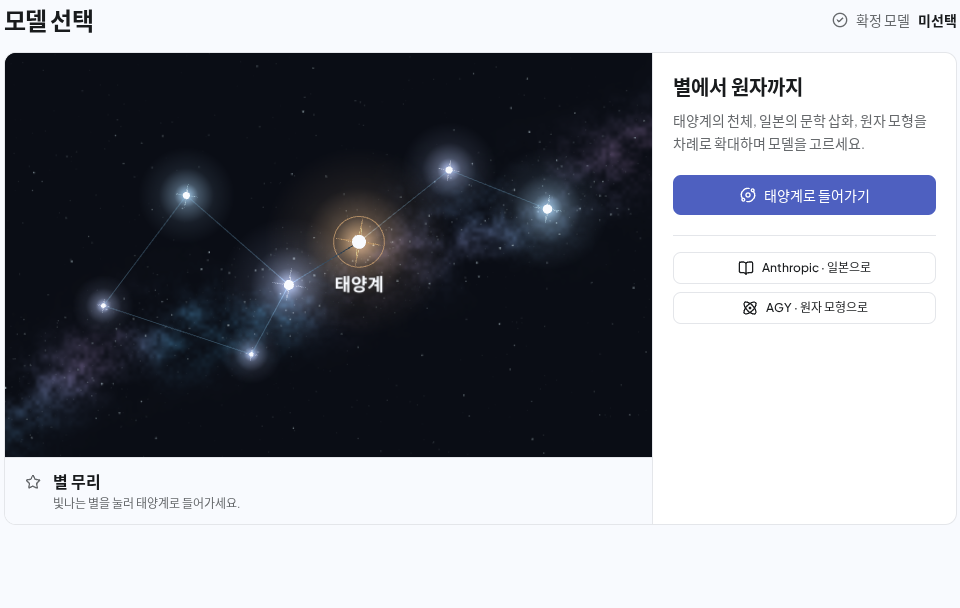 모델 선택
확정 모델 미선택
태양계
별 무리
빛나는 별을 눌러 태양계로 들어가세요.
별에서 원자까지
태양계의 천체, 일본의 문학 삽화, 원자 모형을
차례로 확대하며 모델을 고르세요.
태양계로 들어가기
Anthropic · 일본으로
AGY · 원자 모형으로